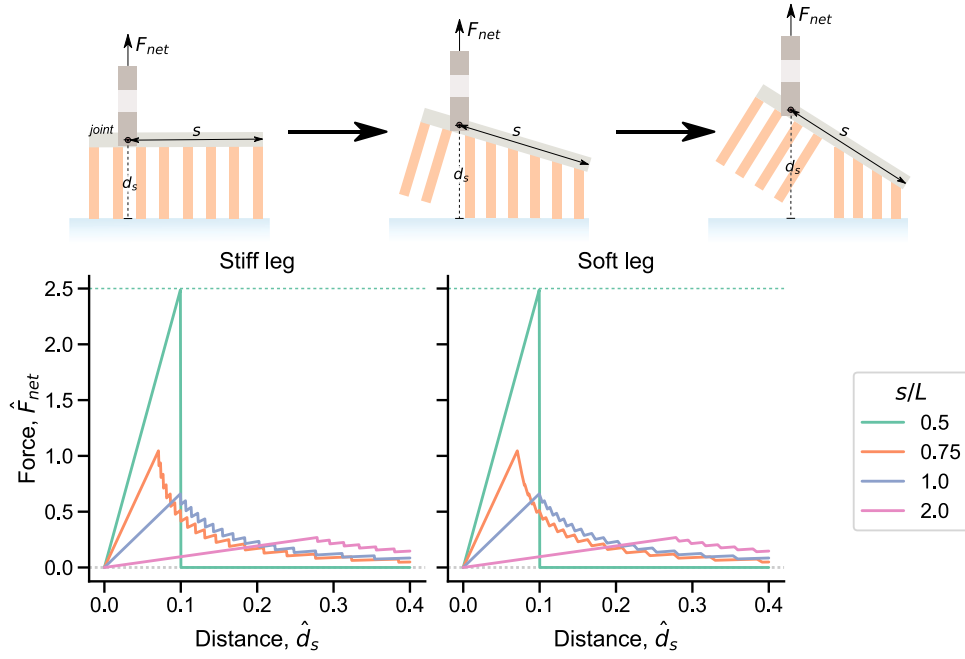 F_net
F_net
F_net
joint
s
d_s
s
d_s
s
d_s
Stiff leg
Soft leg
Force, F̂_net
2.5
2.0
1.5
1.0
0.5
0.0
0.0
0.1
0.2
0.3
0.4
0.0
0.1
0.2
0.3
0.4
Distance, d̂_s
Distance, d̂_s
s/L
0.5
0.75
1.0
2.0